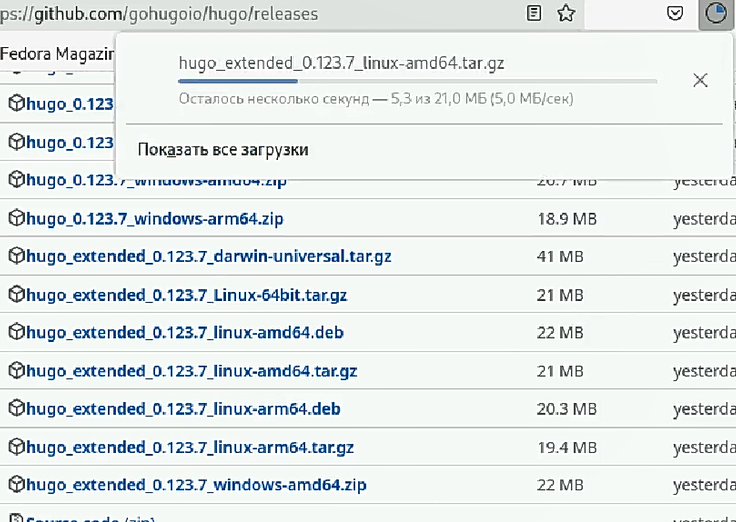 ps://github.com/gohugoio/hugo/releases
Fedora Magazin
hugo_extended_0.123.7_linux-amd64.tar.gz
Осталось несколько секунд — 5,3 из 21,0 МБ (5,0 МБ/сек)
Показать все загрузки
hugo_0.123
hugo_0.123
hugo_0.123.7_windows-amd64.zip 20.7 MB yesterda
hugo_0.123.7_windows-arm64.zip 18.9 MB yesterda
hugo_extended_0.123.7_darwin-universal.tar.gz 41 MB yesterda
hugo_extended_0.123.7_Linux-64bit.tar.gz 21 MB yesterda
hugo_extended_0.123.7_linux-amd64.deb 22 MB yesterda
hugo_extended_0.123.7_linux-amd64.tar.gz 21 MB yesterda
hugo_extended_0.123.7_linux-arm64.deb 20.3 MB yesterda
hugo_extended_0.123.7_linux-arm64.tar.gz 19.4 MB yesterda
hugo_extended_0.123.7_windows-amd64.zip 22 MB yesterda
Source code (zip)